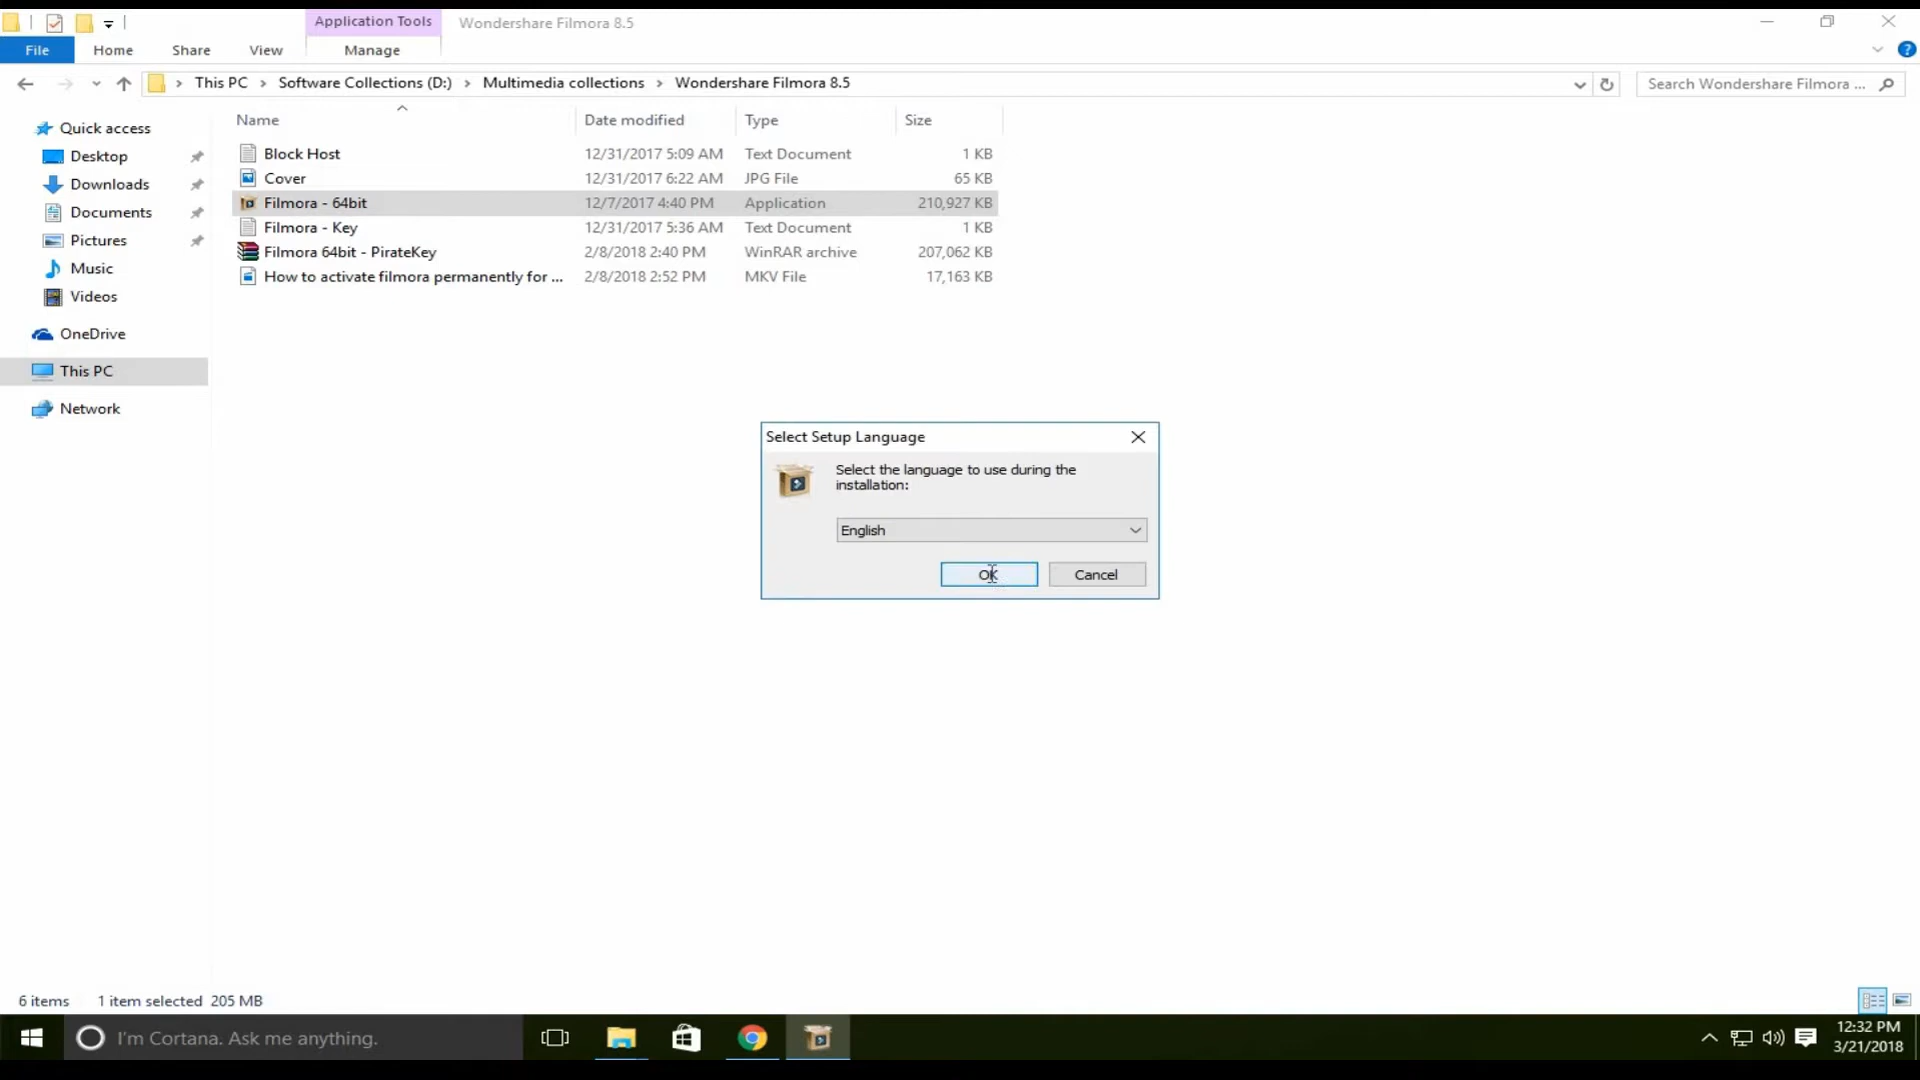 Application Tools
Wondershare Filmora 8.5
File
Home
Share
View
Manage
This PC
Software Collections (D:)
Multimedia collections
Wondershare Filmora 8.5
Search Wondershare Filmora ...
Name
Date modified
Type
Size
Block Host 12/31/2017 5:09 AM Text Document 1 KB
Cover 12/31/2017 6:22 AM JPG File 65 KB
Filmora - 64bit 12/7/2017 4:40 PM Application 210,927 KB
Filmora - Key 12/31/2017 5:36 AM Text Document 1 KB
Filmora 64bit - PirateKey 2/8/2018 2:40 PM WinRAR archive 207,062 KB
How to activate filmora permanently for ... 2/8/2018 2:52 PM MKV File 17,163 KB
Quick access
Desktop
Downloads
Documents
Pictures
Music
Videos
OneDrive
This PC
Network
Select Setup Language
Select the language to use during the
installation:
English
OK
Cancel
6 items 1 item selected 205 MB
I'm Cortana. Ask me anything.
12:32 PM
3/21/2018